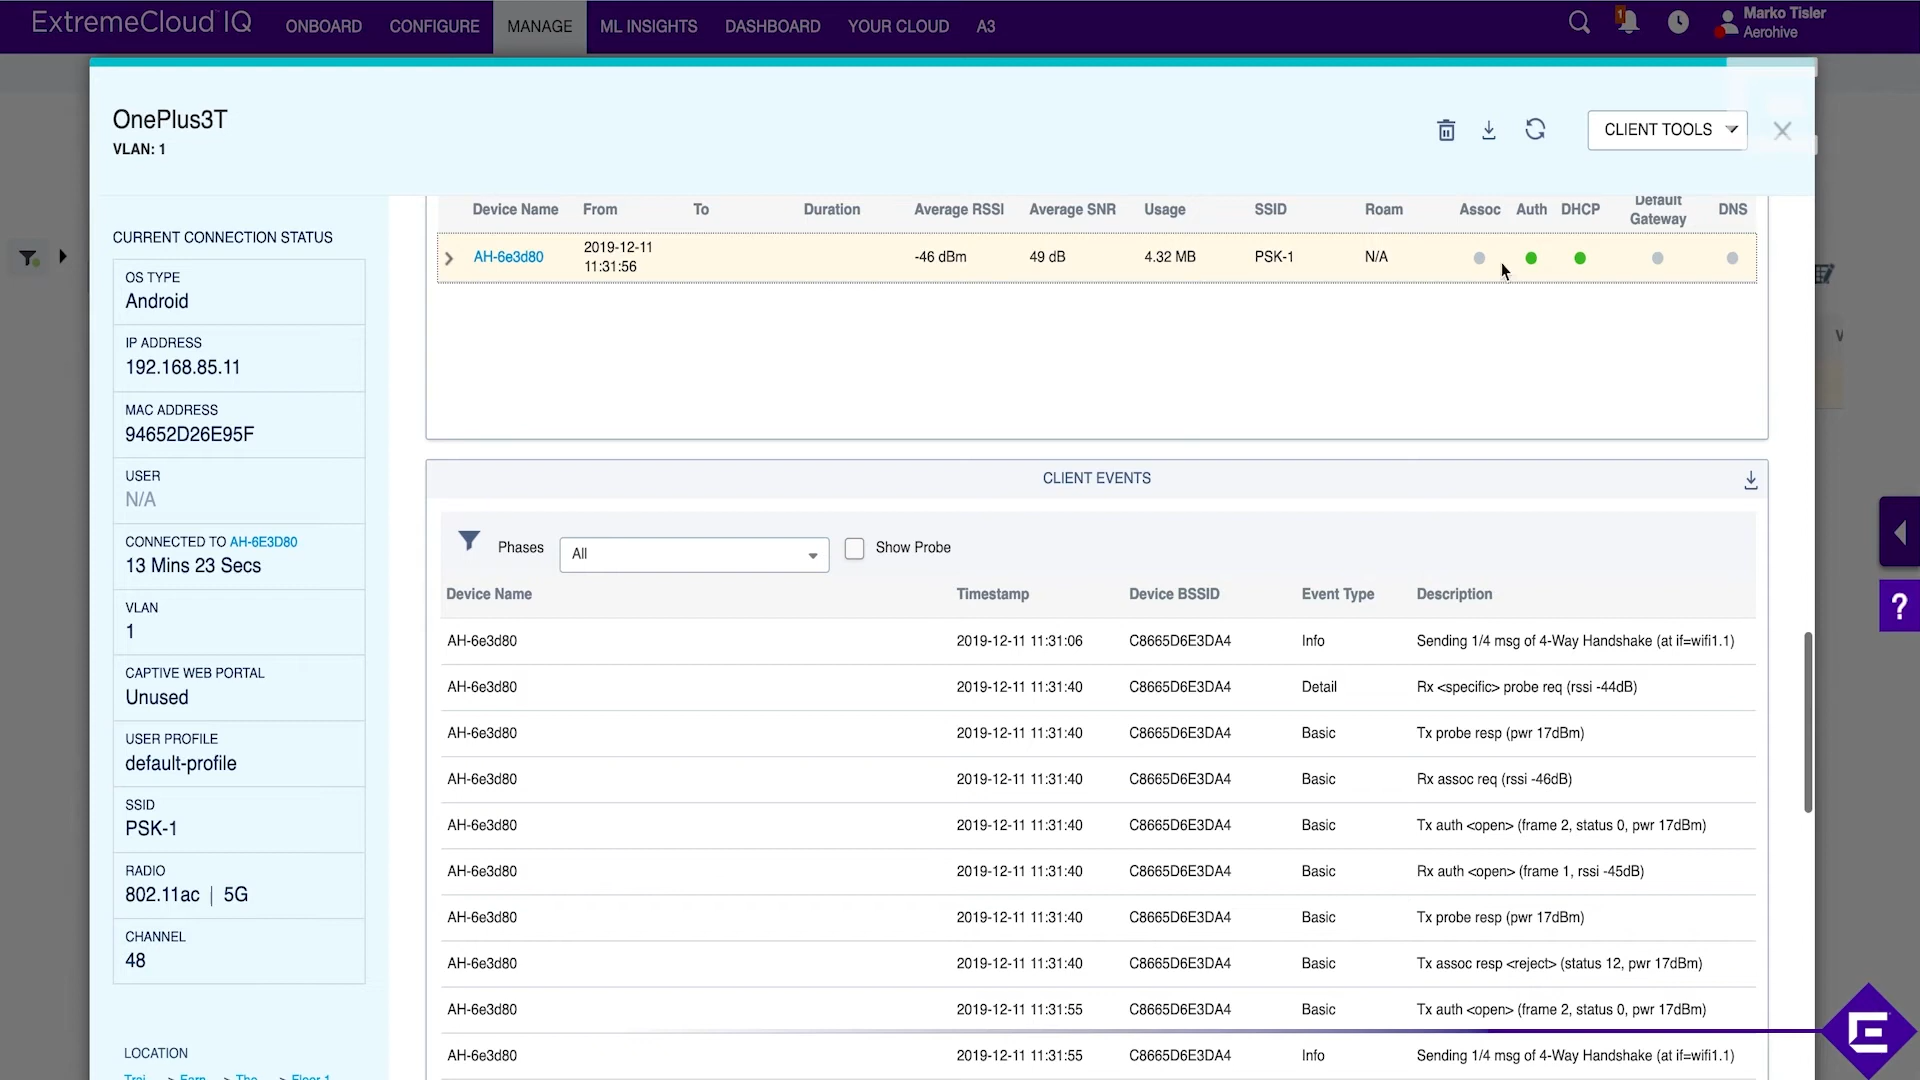 ExtremeCloud IQ ONBOARD CONFIGURE MANAGE ML INSIGHTS DASHBOARD YOUR CLOUD A3 1 Marko Tisler
Aerohive
OnePlus3T
VLAN: 1
CLIENT TOOLS
CURRENT CONNECTION STATUS
OS TYPE
Android
IP ADDRESS
192.168.85.11
MAC ADDRESS
94652D26E95F
USER
N/A
CONNECTED TO AH-6E3D80
13 Mins 23 Secs
VLAN
1
CAPTIVE WEB PORTAL
Unused
USER PROFILE
default-profile
SSID
PSK-1
RADIO
802.11ac | 5G
CHANNEL
48
LOCATION
Device Name From To Duration Average RSSI Average SNR Usage SSID Roam Assoc Auth DHCP Default Gateway DNS
AH-6e3d80 2019-12-11 11:31:56 -46 dBm 49 dB 4.32 MB PSK-1 N/A
CLIENT EVENTS
Phases All Show Probe
Device Name Timestamp Device BSSID Event Type Description
AH-6e3d80 2019-12-11 11:31:06 C8665D6E3DA4 Info Sending 1/4 msg of 4-Way Handshake (at if=wifi1.1)
AH-6e3d80 2019-12-11 11:31:40 C8665D6E3DA4 Detail Rx <specific> probe req (rssi -44dB)
AH-6e3d80 2019-12-11 11:31:40 C8665D6E3DA4 Basic Tx probe resp (pwr 17dBm)
AH-6e3d80 2019-12-11 11:31:40 C8665D6E3DA4 Basic Rx assoc req (rssi -46dB)
AH-6e3d80 2019-12-11 11:31:40 C8665D6E3DA4 Basic Tx auth <open> (frame 2, status 0, pwr 17dBm)
AH-6e3d80 2019-12-11 11:31:40 C8665D6E3DA4 Basic Rx auth <open> (frame 1, rssi -45dB)
AH-6e3d80 2019-12-11 11:31:40 C8665D6E3DA4 Basic Tx probe resp (pwr 17dBm)
AH-6e3d80 2019-12-11 11:31:40 C8665D6E3DA4 Basic Tx assoc resp <reject> (status 12, pwr 17dBm)
AH-6e3d80 2019-12-11 11:31:55 C8665D6E3DA4 Basic Tx auth <open> (frame 2, status 0, pwr 17dBm)
AH-6e3d80 2019-12-11 11:31:55 C8665D6E3DA4 Info Sending 1/4 msg of 4-Way Handshake (at if=wifi1.1)
?